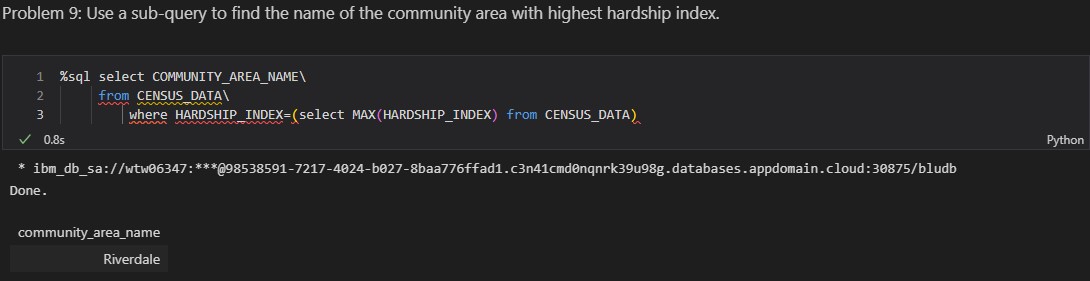 Problem 9: Use a sub-query to find the name of the community area with highest hardship index.
1 %sql select COMMUNITY_AREA_NAME\
2 from CENSUS_DATA\
3 where HARDSHIP_INDEX=(select MAX(HARDSHIP_INDEX) from CENSUS_DATA)
✓ 0.8s Python
* ibm_db_sa://wtw06347:***@98538591-7217-4024-b027-8baa776ffad1.c3n41cmd0nqnrk39u98g.databases.appdomain.cloud:30875/bludb
Done.
community_area_name
Riverdale